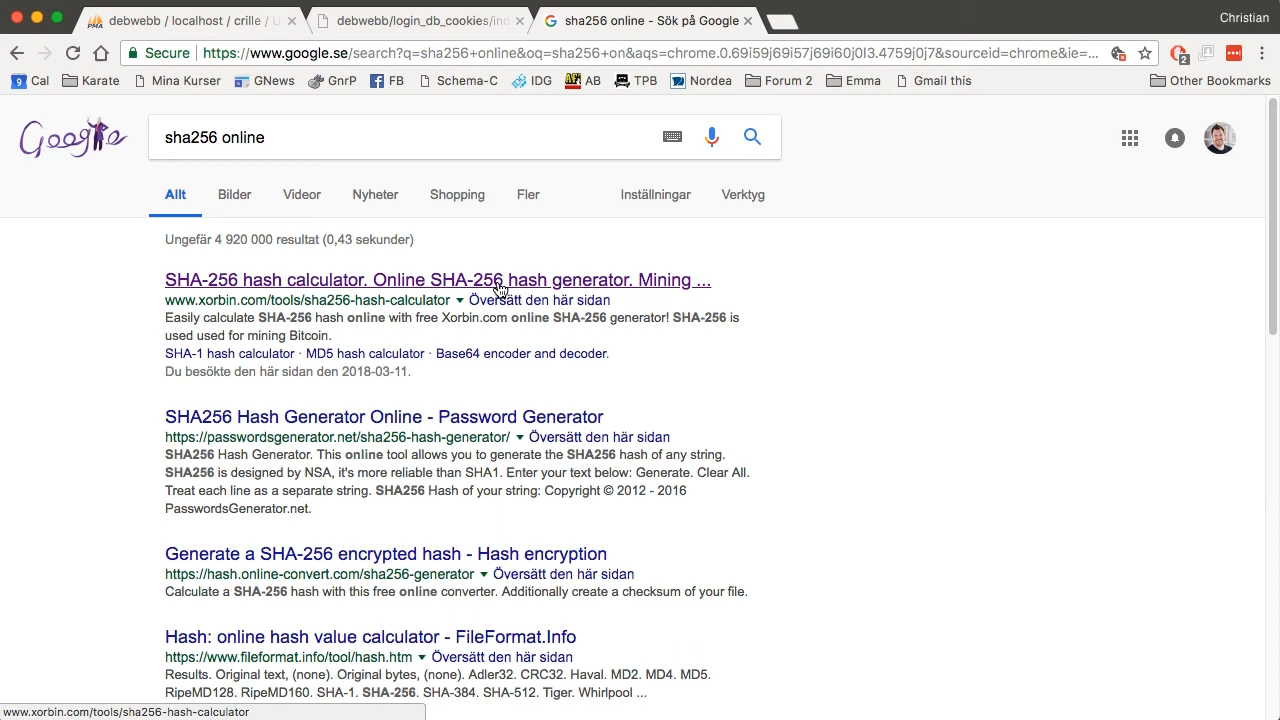 debwebb / localhost / crille / U
debwebb/login_db_cookies/ind
sha256 online - Sök på Google
Christian
Secure
https://www.google.se/search?q=sha256+online&oq=sha256+on&aqs=chrome.0.69i59j69i57j69i60j0l3.4759j0j7&sourceid=chrome&ie=...
2
9 Cal
Karate
Mina Kurser
GNews
GnrP
FB
Schema-C
IDG
AB
TPB
Nordea
Forum 2
Emma
Gmail this
Other Bookmarks
Google
sha256 online
Allt
Bilder
Videor
Nyheter
Shopping
Fler
Inställningar
Verktyg
Ungefär 4 920 000 resultat (0,43 sekunder)
SHA-256 hash calculator. Online SHA-256 hash generator. Mining ...
www.xorbin.com/tools/sha256-hash-calculator ▼ Översätt den här sidan
Easily calculate SHA-256 hash online with free Xorbin.com online SHA-256 generator! SHA-256 is
used used for mining Bitcoin.
SHA-1 hash calculator · MD5 hash calculator · Base64 encoder and decoder.
Du besökte den här sidan den 2018-03-11.
SHA256 Hash Generator Online - Password Generator
https://passwordsgenerator.net/sha256-hash-generator/ ▼ Översätt den här sidan
SHA256 Hash Generator. This online tool allows you to generate the SHA256 hash of any string.
SHA256 is designed by NSA, it's more reliable than SHA1. Enter your text below: Generate. Clear All.
Treat each line as a separate string. SHA256 Hash of your string: Copyright © 2012 - 2016
PasswordsGenerator.net.
Generate a SHA-256 encrypted hash - Hash encryption
https://hash.online-convert.com/sha256-generator ▼ Översätt den här sidan
Calculate a SHA-256 hash with this free online converter. Additionally create a checksum of your file.
Hash: online hash value calculator - FileFormat.Info
https://www.fileformat.info/tool/hash.htm ▼ Översätt den här sidan
Results. Original text, (none). Original bytes, (none). Adler32. CRC32. Haval. MD2. MD4. MD5.
RipeMD128. RipeMD160. SHA-1. SHA-256. SHA-384. SHA-512. Tiger. Whirlpool ...
www.xorbin.com/tools/sha256-hash-calculator